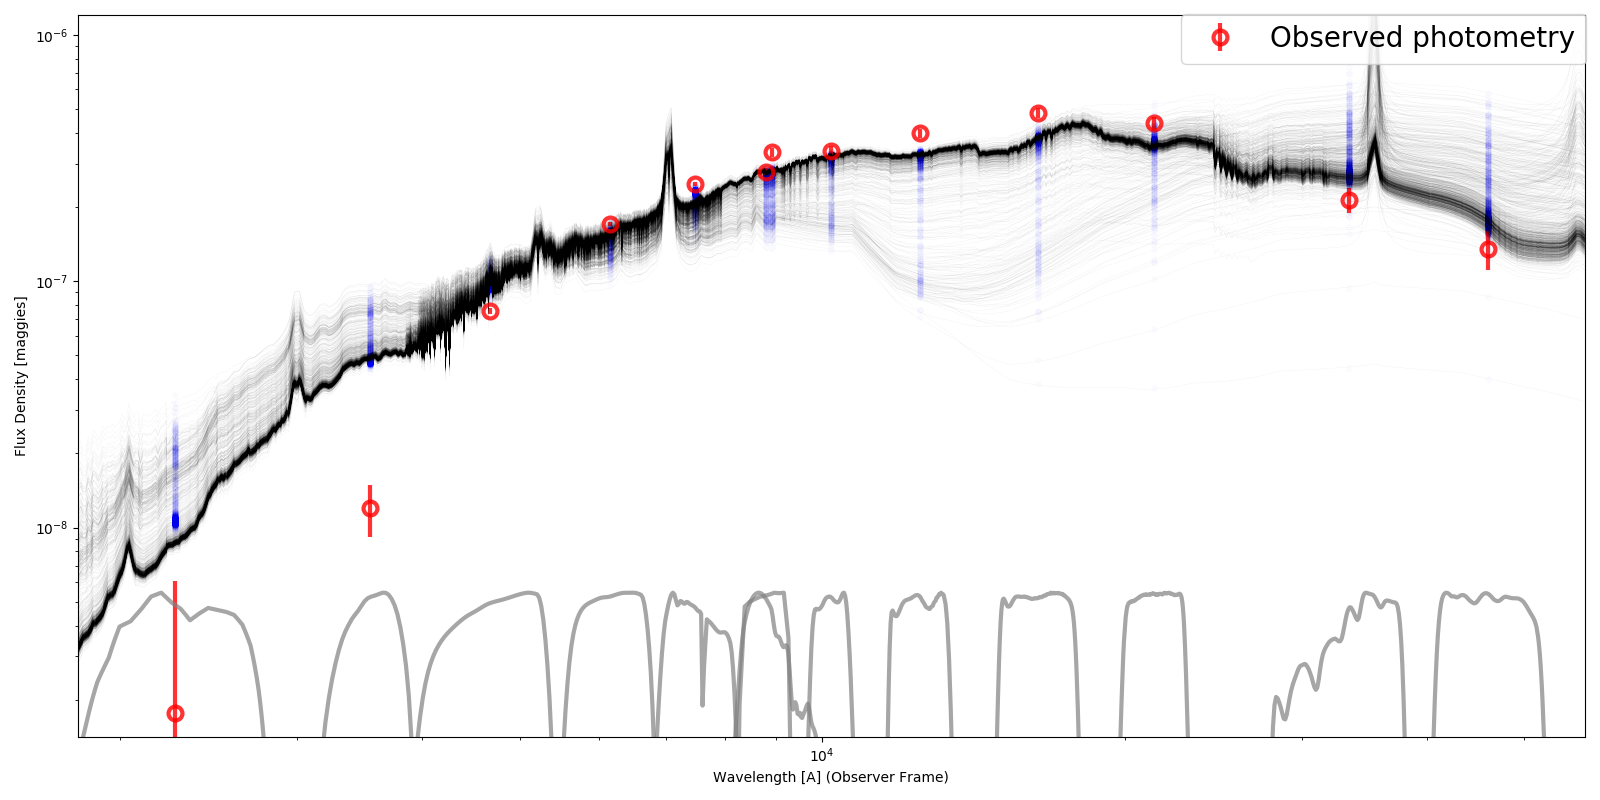 Observed photometry
10⁻⁶
10⁻⁷
10⁻⁸
Flux Density [maggies]
10⁴
Wavelength [A] (Observer Frame)